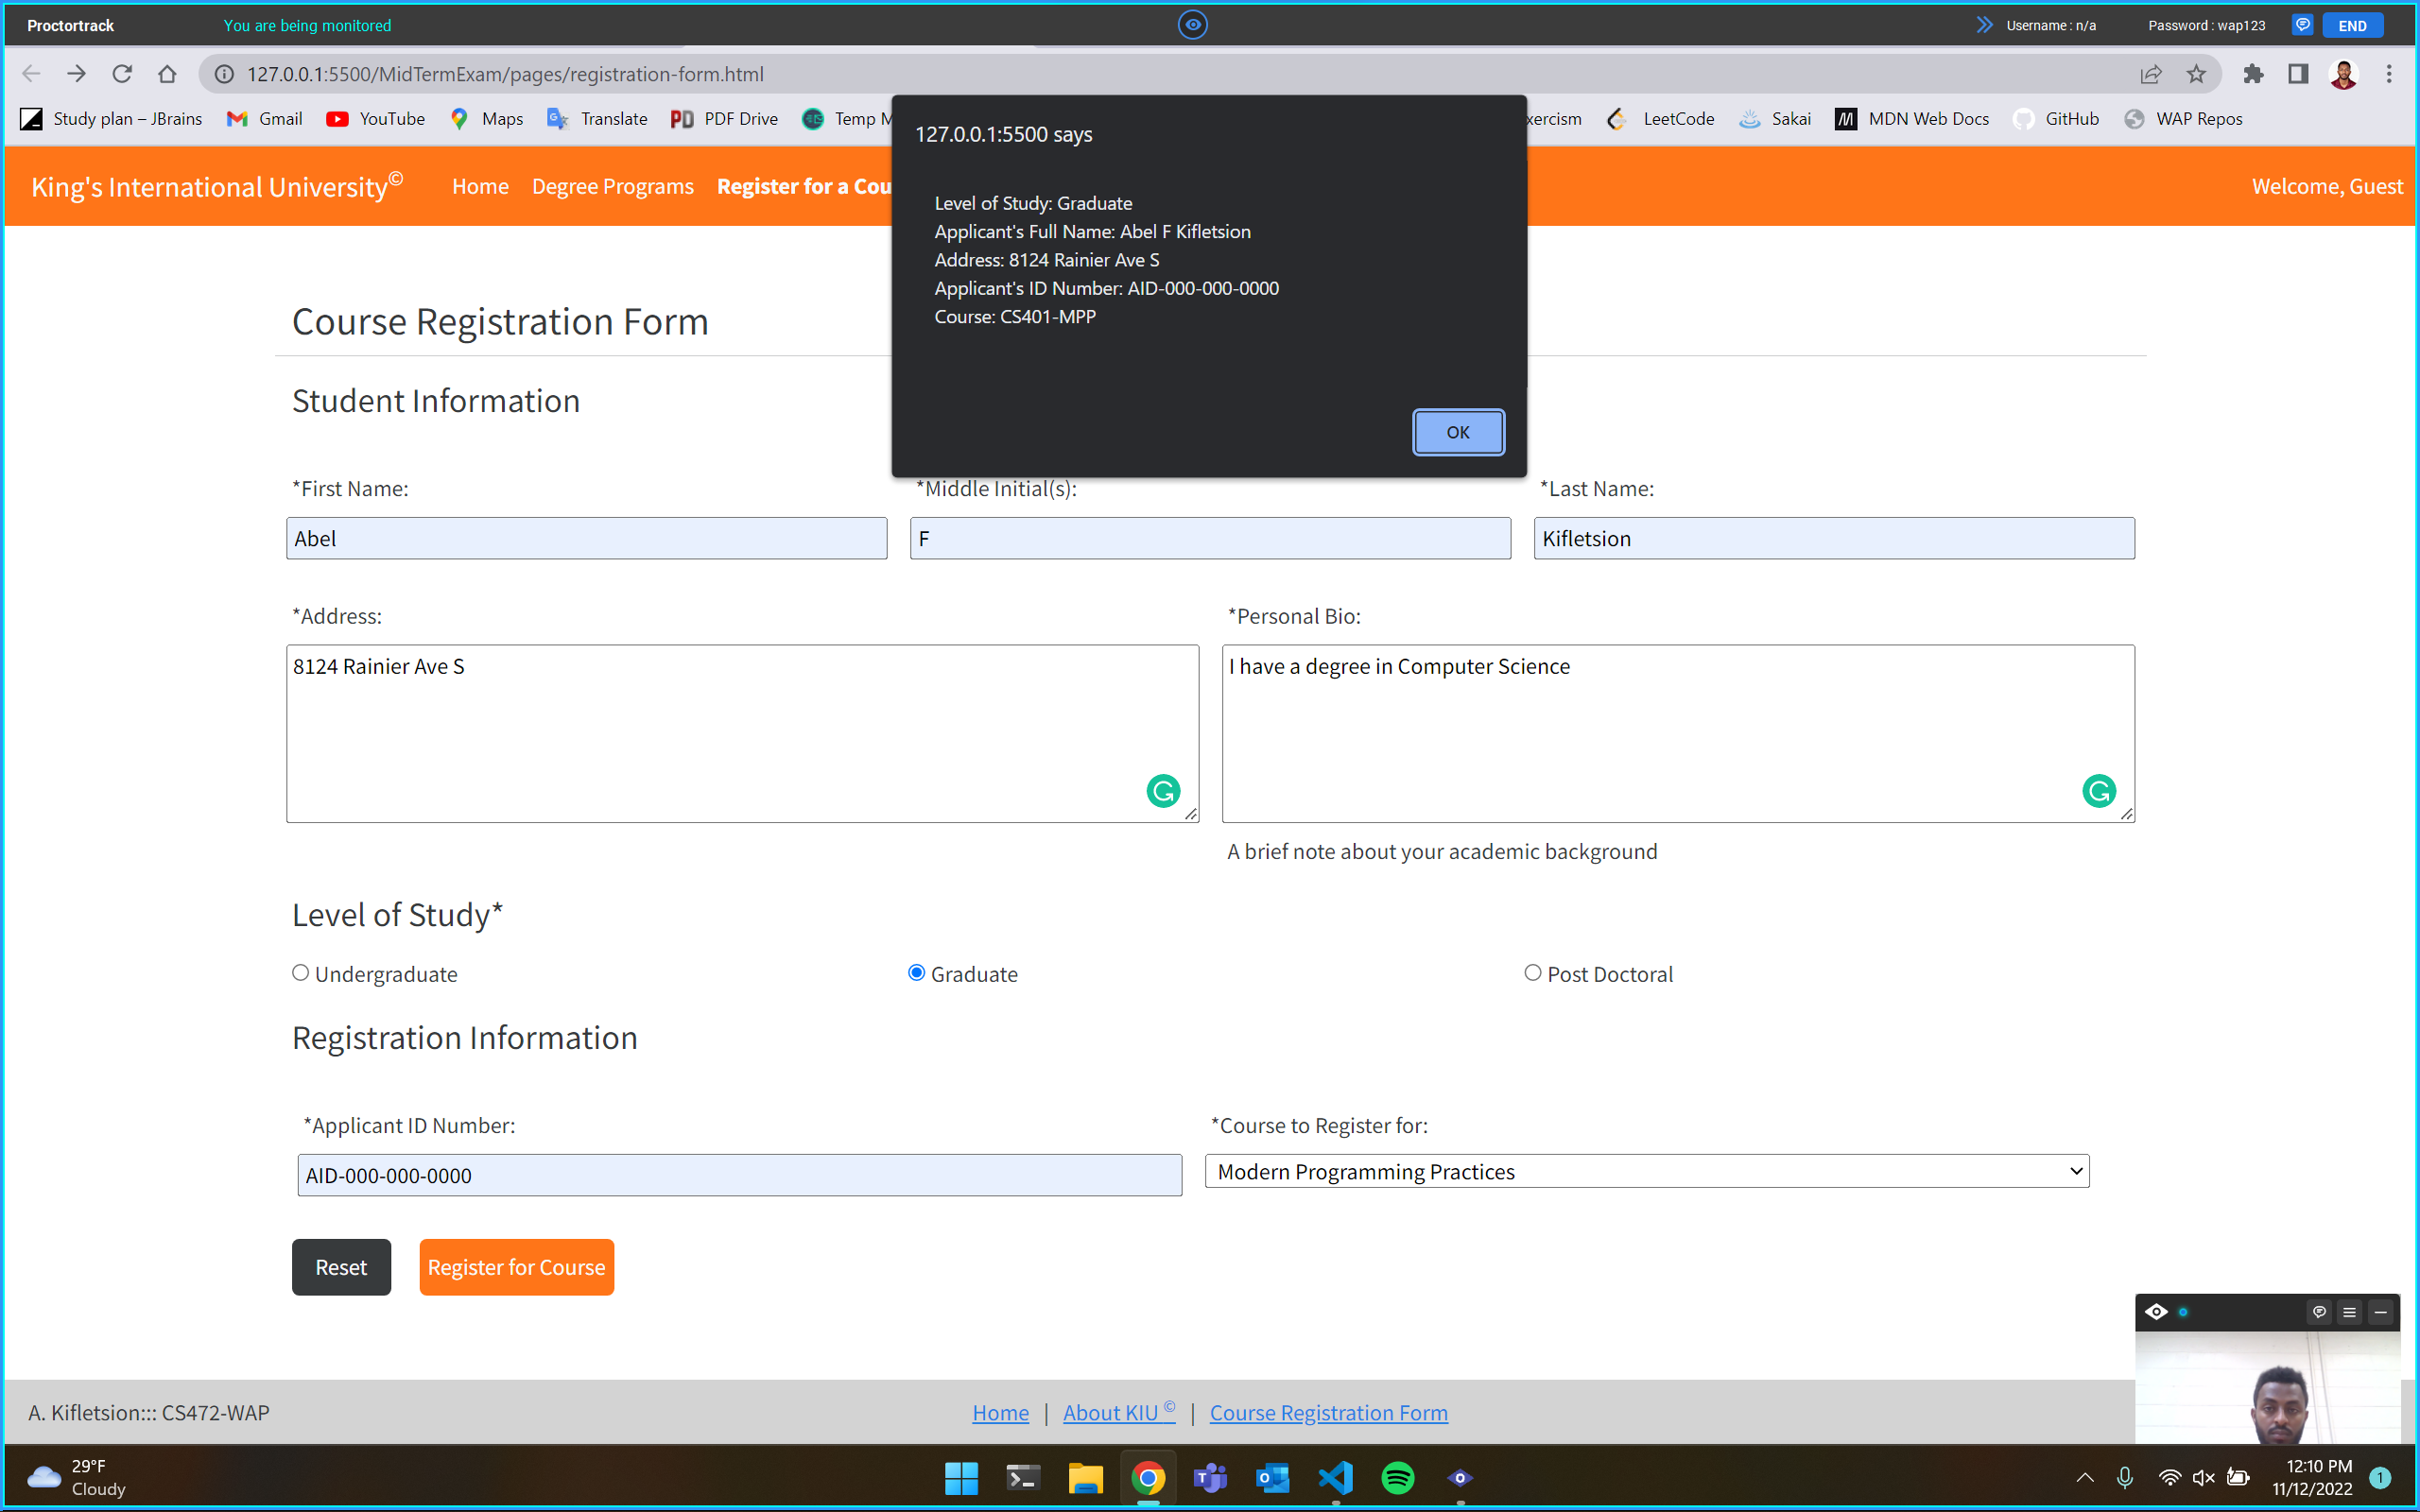 Proctortrack You are being monitored Username : n/a Password : wap123 END
127.0.0.1:5500/MidTermExam/pages/registration-form.html
Study plan – JBrains Gmail YouTube Maps Translate PD PDF Drive Temp M xercism LeetCode Sakai MDN Web Docs GitHub WAP Repos
King's International University© Home Degree Programs Register for a Cou Welcome, Guest
127.0.0.1:5500 says
Level of Study: Graduate
Applicant's Full Name: Abel F Kifletsion
Address: 8124 Rainier Ave S
Applicant's ID Number: AID-000-000-0000
Course: CS401-MPP
OK
Course Registration Form
Student Information
*First Name: *Middle Initial(s): *Last Name:
Abel F Kifletsion
*Address: *Personal Bio:
8124 Rainier Ave S I have a degree in Computer Science
A brief note about your academic background
Level of Study*
Undergraduate Graduate Post Doctoral
Registration Information
*Applicant ID Number: *Course to Register for:
AID-000-000-0000 Modern Programming Practices
Reset Register for Course
A. Kifletsion::: CS472-WAP Home | About KIU © | Course Registration Form
29°F
Cloudy
12:10 PM
11/12/2022 1